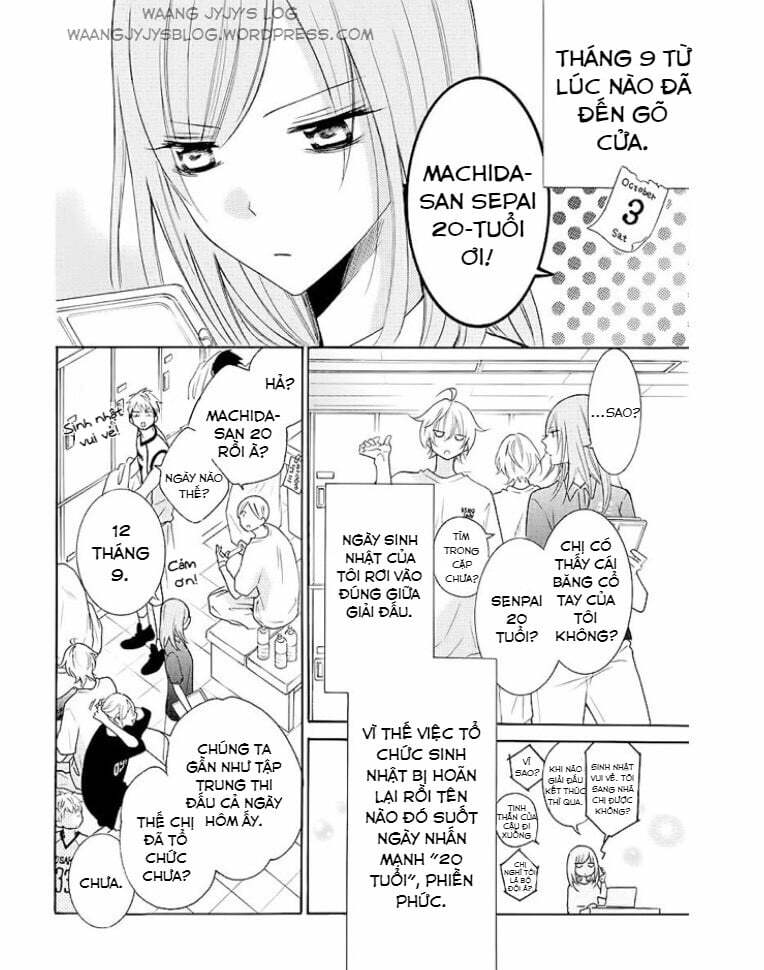 WAANG JYJY'S LOG
WAANGJYJYSBLOG.WORDPRESS.COM
THÁNG 9 TỪ
LÚC NÀO ĐÃ
ĐẾN GÕ
CỬA.
October
3
Sat
MACHIDA-
SAN SEPAI
20-TUỔI
ƠI!
...SAO?
CHỊ CÓ
THẤY CÁI
BĂNG CỔ
TAY CỦA
TÔI
KHÔNG?
SENPAI
20
TUỔI?
TÌM
TRONG
CẶP
CHƯA?
NGÀY SINH
NHẬT CỦA
TÔI RƠI VÀO
ĐÚNG GIỮA
GIẢI ĐẤU.
HẢ?
MACHIDA-
SAN 20
RỒI À?
NGÀY NÀO
THẾ?
Sinh nhật
vui vẻ!
12
THÁNG
9.
Cảm
ơn!
CHÚNG TA
GẦN NHƯ TẬP
TRUNG THI
ĐẤU CẢ NGÀY
HÔM ẤY.
THẾ CHỊ
ĐÃ TỔ
CHỨC
CHƯA?
CHƯA.
33
VÌ THẾ VIỆC TỔ
CHỨC SINH
NHẬT BỊ HOÃN
LẠI RỒI TÊN
NÀO ĐÓ SUỐT
NGÀY NHẤN
MẠNH "20
TUỔI", PHIỀN
PHỨC.
SINH NHẬT
VUI VẺ. TÔI
SANG NHÀ
CHỊ ĐƯỢC
KHÔNG?
KHI NÀO
GIẢI ĐẤU
KẾT THÚC
THÌ QUA.
VÌ
SAO?
TINH
THẦN CỦA
CẬU ĐI
XUỐNG
CHỊ
NGHĨ TÔI
LÀ BỘ
ĐỘI À?